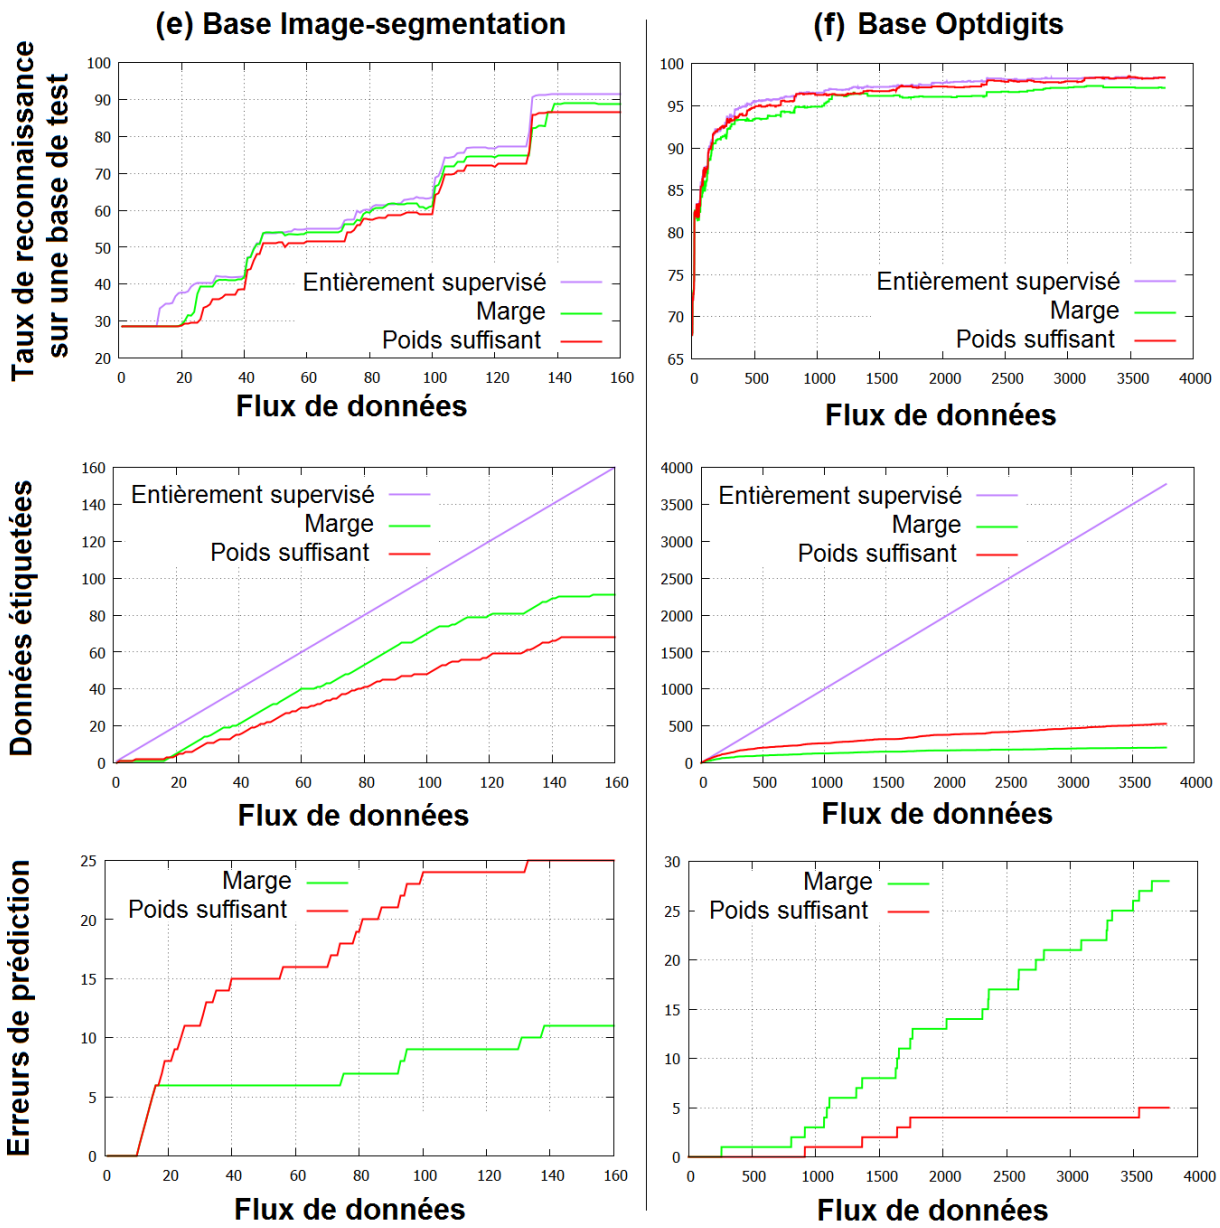 (e) Base Image-segmentation
(f) Base Optdigits
Taux de reconnaissance
sur une base de test
100
90
80
70
60
50
40
30
20
Entièrement supervisé
Marge
Poids suffisant
0 20 40 60 80 100 120 140 160
Flux de données
100
95
90
85
80
75
70
65
Entièrement supervisé
Marge
Poids suffisant
0 500 1000 1500 2000 2500 3000 3500 4000
Flux de données
Données étiquetées
160
140
120
100
80
60
40
20
0
Entièrement supervisé
Marge
Poids suffisant
0 20 40 60 80 100 120 140 160
Flux de données
4000
3500
3000
2500
2000
1500
1000
500
0
Entièrement supervisé
Marge
Poids suffisant
0 500 1000 1500 2000 2500 3000 3500 4000
Flux de données
Erreurs de prédiction
25
20
15
10
5
0
Marge
Poids suffisant
0 20 40 60 80 100 120 140 160
Flux de données
30
25
20
15
10
5
0
Marge
Poids suffisant
0 500 1000 1500 2000 2500 3000 3500 4000
Flux de données